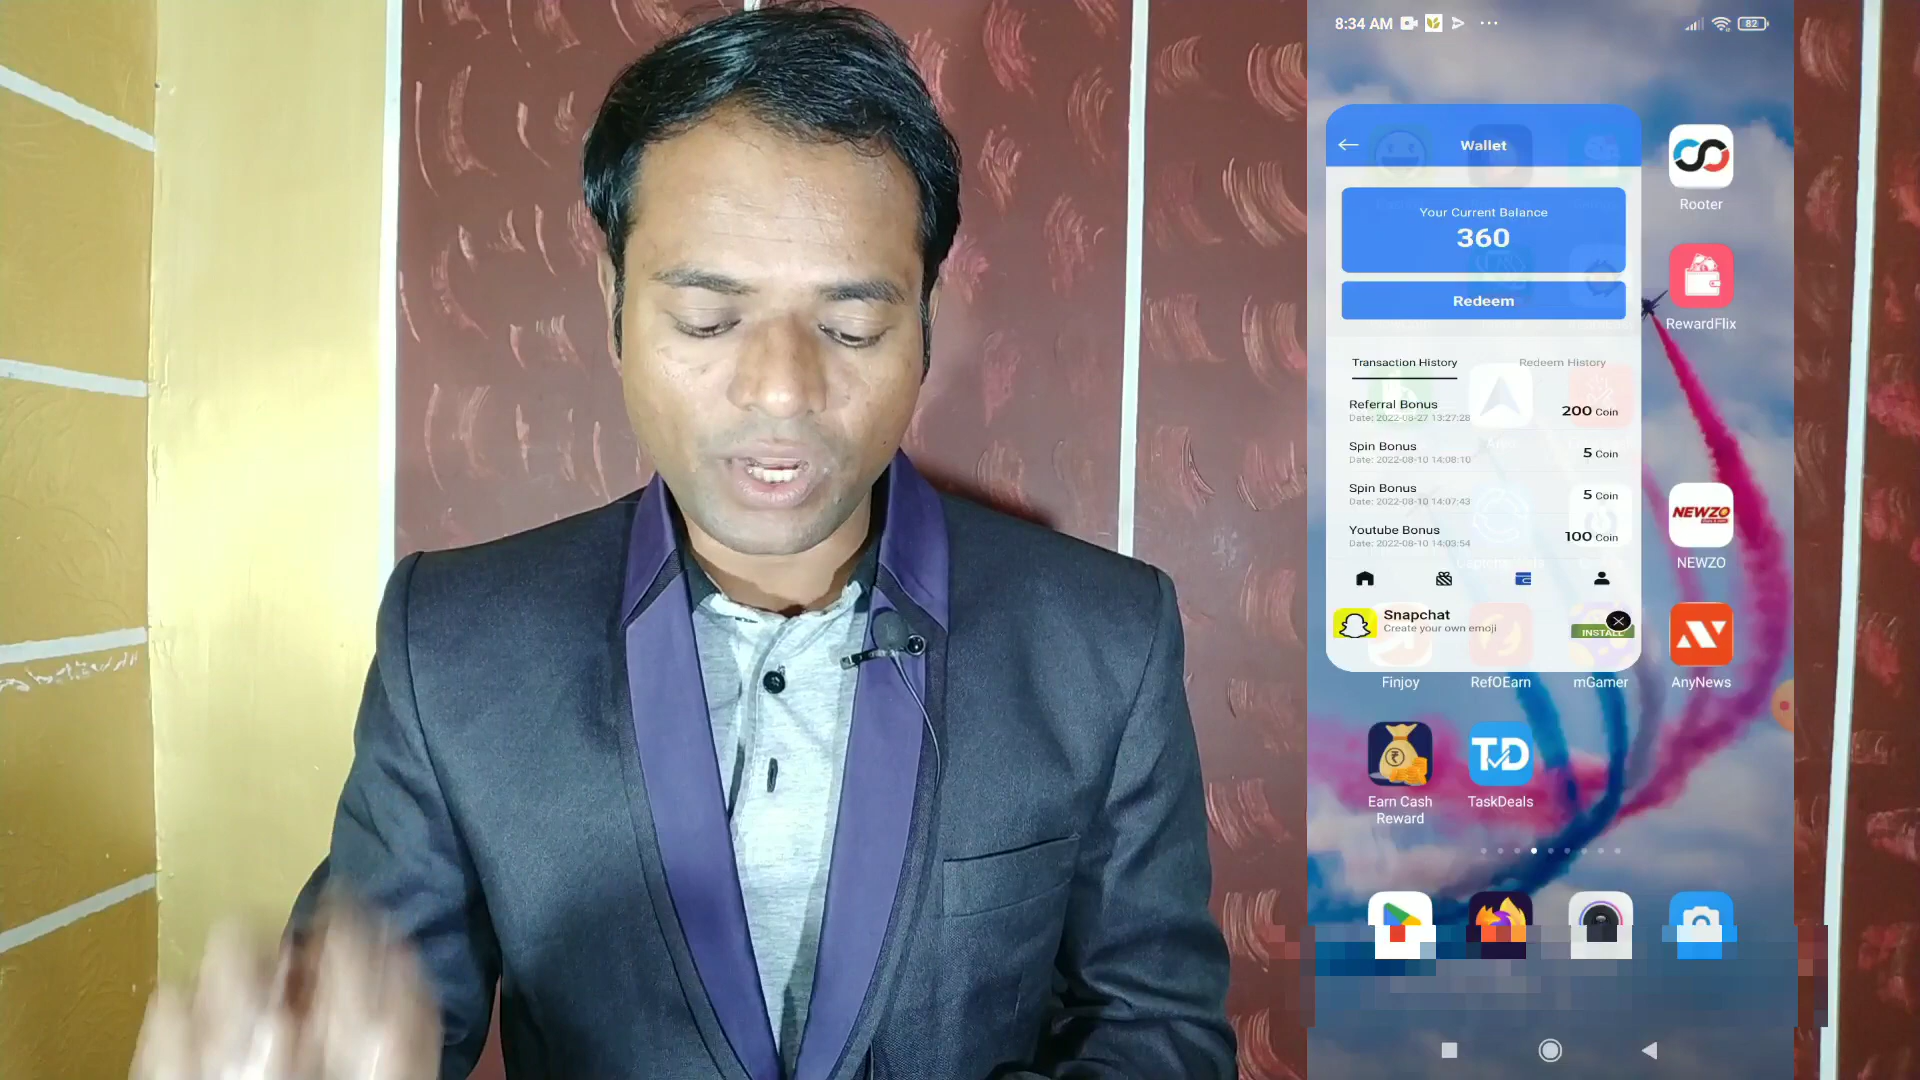 8:34 AM
82
Wallet
Your Current Balance
360
Redeem
Transaction History
Redeem History
Referral Bonus
Date: 2022-08-27 13:27:28
200 Coin
Spin Bonus
Date: 2022-08-10 14:08:10
5 Coin
Spin Bonus
Date: 2022-08-10 14:07:43
5 Coin
Youtube Bonus
Date: 2022-08-10 14:03:54
100 Coin
Snapchat
Create your own emoji
INSTALL
Rooter
RewardFlix
NEWZO
NEWZO
Finjoy
RefOEarn
mGamer
AnyNews
TD
Earn Cash
Reward
TaskDeals